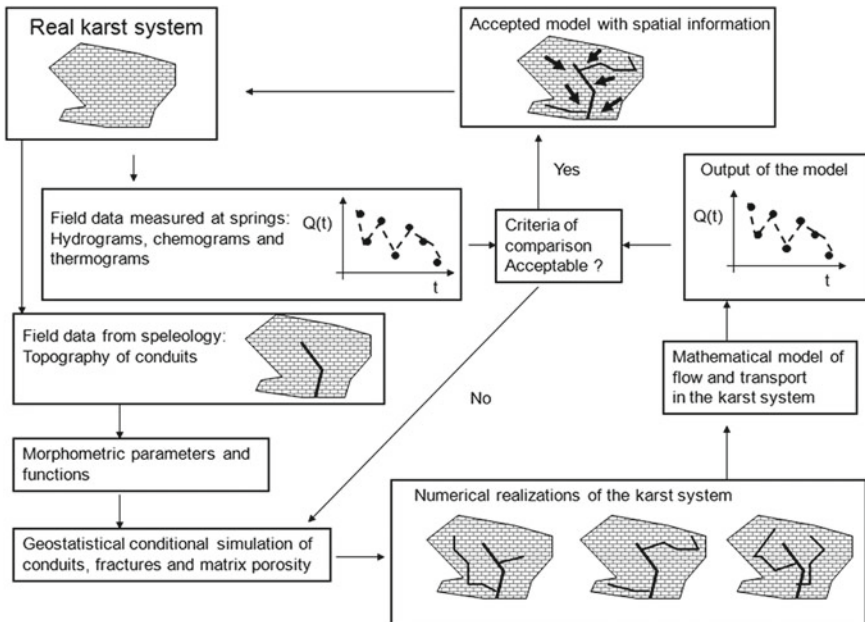 Real karst system
Accepted model with spatial information
Yes
Output of the model
Q(t)
t
Field data measured at springs:
Hydrograms, chemograms and
thermograms
Q(t)
t
Criteria of
comparison
Acceptable ?
Field data from speleology:
Topography of conduits
No
Mathematical model of
flow and transport
in the karst system
Morphometric parameters and
functions
Numerical realizations of the karst system
Geostatistical conditional simulation of
conduits, fractures and matrix porosity